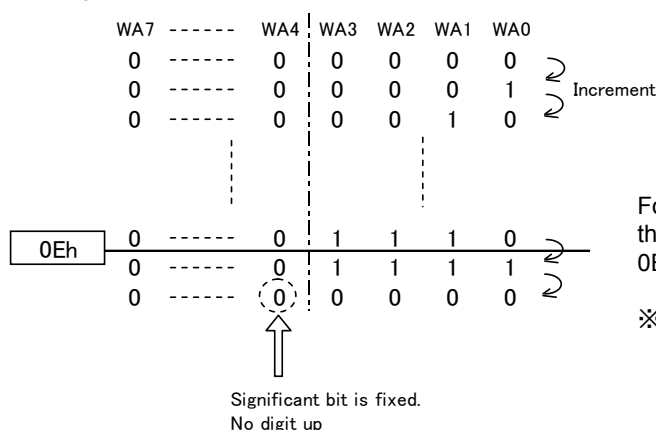 WA7 ------ WA4 WA3 WA2 WA1 WA0
0 ------ 0 0 0 0 0
0 ------ 0 0 0 0 1
Increment
0 ------ 0 0 0 1 0
0Eh
0 ------ 0 1 1 1 0
0 ------ 0 1 1 1 1
0 ------ 0 0 0 0 0
Significant bit is fixed.
No digit up
Fo
th
0E
※